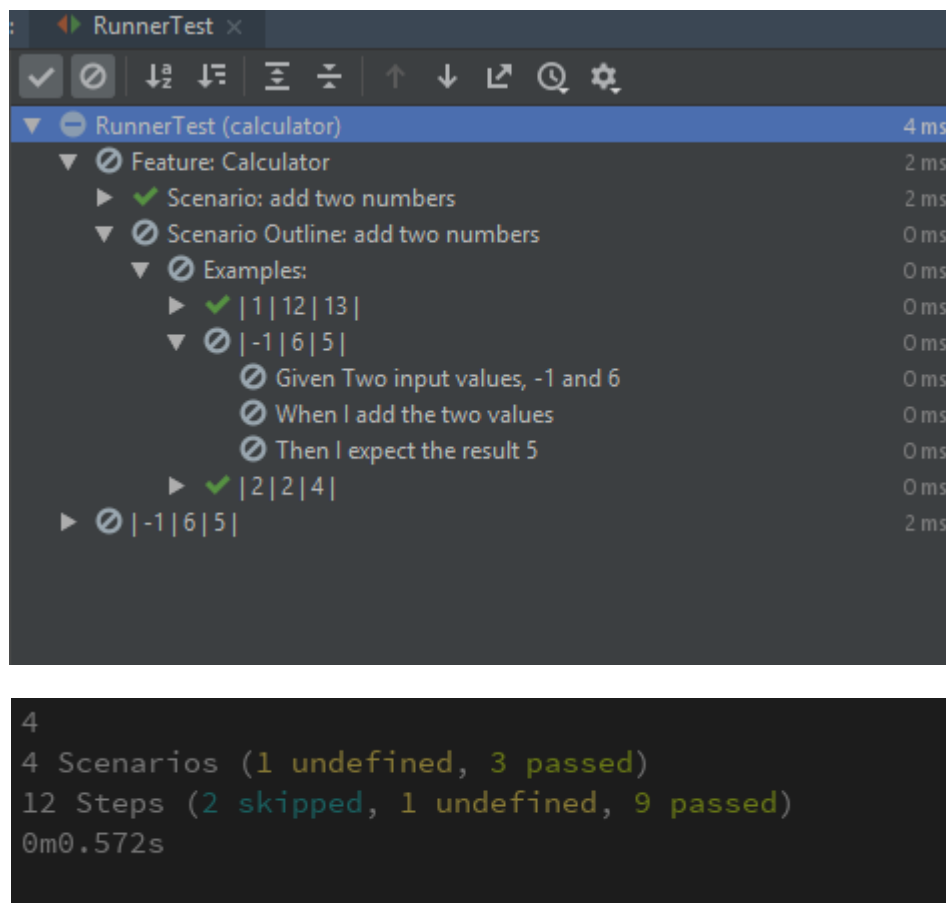 RunnerTest ×
RunnerTest (calculator) 4 ms
Feature: Calculator 2 ms
Scenario: add two numbers 2 ms
Scenario Outline: add two numbers 0 ms
Examples: 0 ms
| 1 | 12 | 13 | 0 ms
| -1 | 6 | 5 | 0 ms
Given Two input values, -1 and 6 0 ms
When I add the two values 0 ms
Then I expect the result 5 0 ms
| 2 | 2 | 4 | 0 ms
| -1 | 6 | 5 | 2 ms
4
4 Scenarios (1 undefined, 3 passed)
12 Steps (2 skipped, 1 undefined, 9 passed)
0m0.572s